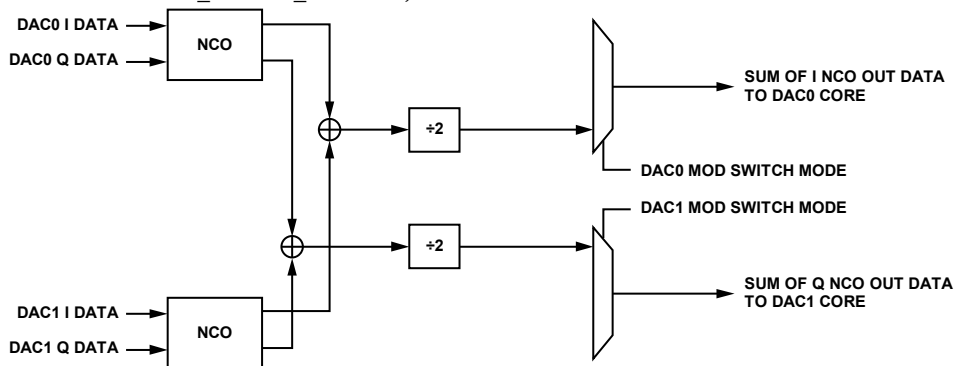 DAC0 I DATA
DAC0 Q DATA
NCO
÷2
SUM OF I NCO OUT DATA
TO DAC0 CORE
DAC0 MOD SWITCH MODE
DAC1 MOD SWITCH MODE
÷2
SUM OF Q NCO OUT DATA
TO DAC1 CORE
DAC1 I DATA
DAC1 Q DATA
NCO